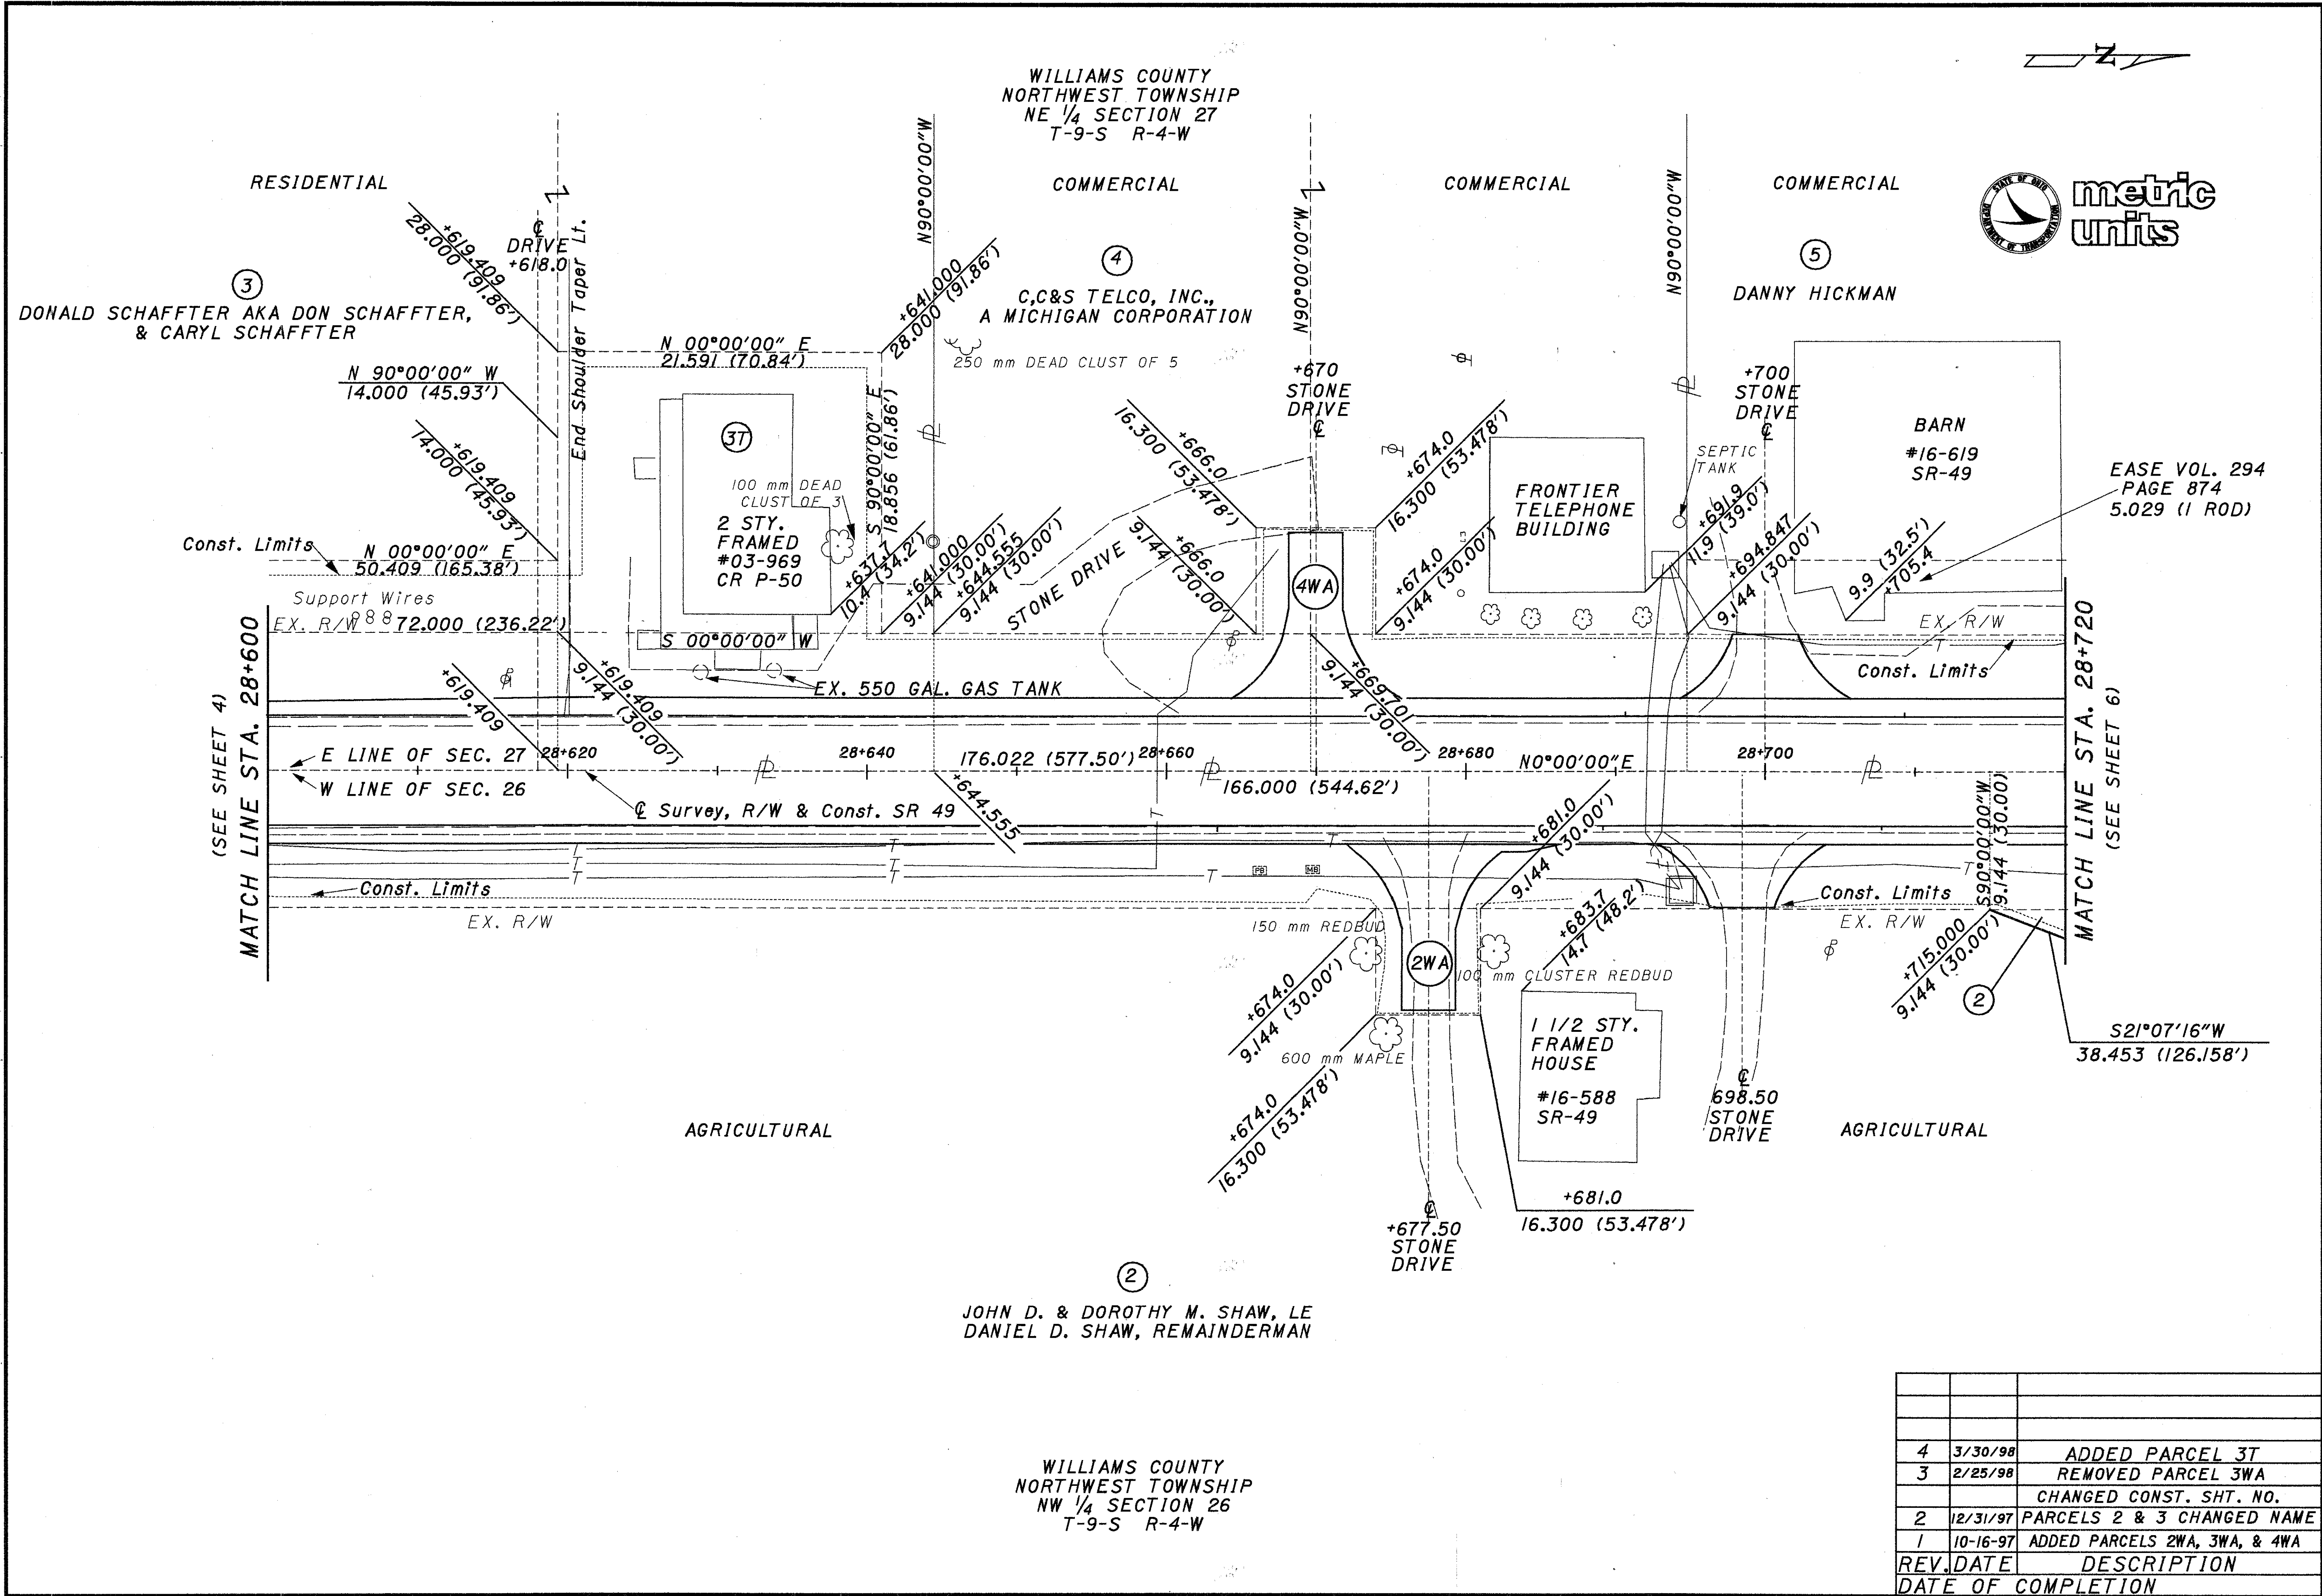 WILLIAMS COUNTY
NORTHWEST TOWNSHIP
NE 1/4 SECTION 27
T-9-S R-4-W
Z
RESIDENTIAL
COMMERCIAL
COMMERCIAL
COMMERCIAL
STATE OF OHIO
DEPARTMENT OF TRANSPORTATION
metric
units
3
DONALD SCHAFFTER AKA DON SCHAFFTER,
& CARYL SCHAFFTER
+619.409
28.000 (91.86')
℄
DRIVE
+618.0
End Shoulder Taper Lt.
N90°00'00"W
+641.000
28.000 (91.86')
4
C,C&S TELCO, INC.,
A MICHIGAN CORPORATION
N90°00'00"W
N90°00'00"W
5
DANNY HICKMAN
N 00°00'00" E
21.591 (70.84')
250 mm DEAD CLUST OF 5
N 90°00'00" W
14.000 (45.93')
+619.409
14.000 (45.93')
3T
100 mm DEAD
CLUST OF 3
2 STY.
FRAMED
#03-969
CR P-50
S 90°00'00" E
18.856 (61.86')
+637.7
10.4 (34.2')
+641.000
9.144 (30.00')
+644.555
9.144 (30.00')
STONE DRIVE
+666.0
16.300 (53.478')
+666.0
9.144 (30.00')
+670
STONE
DRIVE
℄
4WA
+674.0
16.300 (53.478')
+674.0
9.144 (30.00')
FRONTIER
TELEPHONE
BUILDING
SEPTIC
TANK
+691.9
11.9 (39.0')
+694.847
9.144 (30.00')
+700
STONE
DRIVE
℄
BARN
#16-619
SR-49
9.9 (32.5')
+705.4
EASE VOL. 294
PAGE 874
5.029 (1 ROD)
Const. Limits
N 00°00'00" E
50.409 (165.38')
Support Wires
EX. R/W
72.000 (236.22')
S 00°00'00" W
EX. R/W
T
Const. Limits
+619.409
+619.409
9.144 (30.00')
EX. 550 GAL. GAS TANK
+669.701
9.144 (30.00')
(SEE SHEET 4)
MATCH LINE STA. 28+600
E LINE OF SEC. 27
W LINE OF SEC. 26
28+620
28+640
176.022 (577.50')
28+660
166.000 (544.62')
28+680
N0°00'00"E
28+700
MATCH LINE STA. 28+720
(SEE SHEET 6)
℄ Survey, R/W & Const. SR 49
+644.555
T
T
T
T
T
T
T
T
T
T
T
PB
MB
+681.0
9.144 (30.00')
S90°00'00"W
9.144 (30.00)
Const. Limits
EX. R/W
Const. Limits
EX. R/W
150 mm REDBUD
2WA
100 mm CLUSTER REDBUD
+683.7
14.7 (48.2')
+674.0
9.144 (30.00')
600 mm MAPLE
+674.0
16.300 (53.478')
1 1/2 STY.
FRAMED
HOUSE
#16-588
SR-49
℄
698.50
STONE
DRIVE
+715.000
9.144 (30.00')
2
S21°07'16"W
38.453 (126.158')
AGRICULTURAL
AGRICULTURAL
+681.0
16.300 (53.478')
℄
+677.50
STONE
DRIVE
2
JOHN D. & DOROTHY M. SHAW, LE
DANIEL D. SHAW, REMAINDERMAN
WILLIAMS COUNTY
NORTHWEST TOWNSHIP
NW 1/4 SECTION 26
T-9-S R-4-W
4 3/30/98 ADDED PARCEL 3T
3 2/25/98 REMOVED PARCEL 3WA
CHANGED CONST. SHT. NO.
2 12/31/97 PARCELS 2 & 3 CHANGED NAME
1 10-16-97 ADDED PARCELS 2WA, 3WA, & 4WA
REV. DATE DESCRIPTION
DATE OF COMPLETION